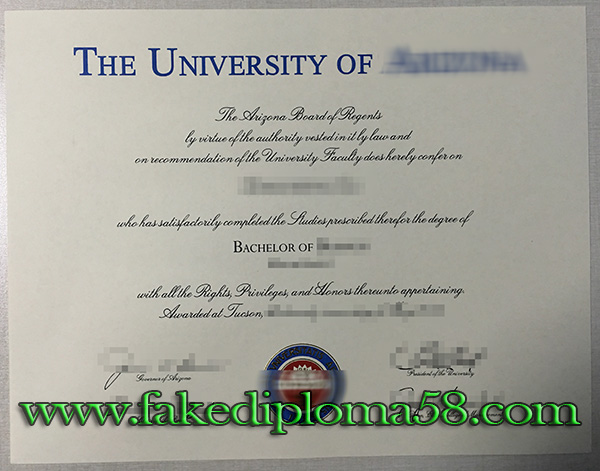 THE UNIVERSITY OF
The Arizona Board of Regents
by virtue of the authority vested in it by law and
on recommendation of the University Faculty does hereby confer on
who has satisfactorily completed the Studies prescribed therefor the degree of
BACHELOR OF
with all the Rights, Privileges, and Honors thereunto appertaining.
Awarded at Tucson,
Governor of Arizona
President of the University
www.fakediploma58.com